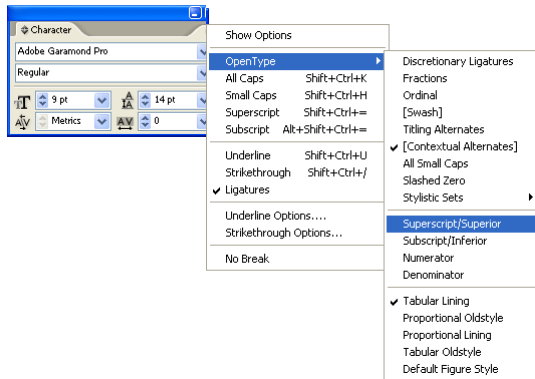 Character
Adobe Garamond Pro
Regular
9 pt
14 pt
Metrics
0
Show Options
OpenType
All Caps Shift+Ctrl+K
Small Caps Shift+Ctrl+H
Superscript Shift+Ctrl+=
Subscript Alt+Shift+Ctrl+=
Underline Shift+Ctrl+U
Strikethrough Shift+Ctrl+/
Ligatures
Underline Options....
Strikethrough Options...
No Break
Discretionary Ligatures
Fractions
Ordinal
[Swash]
Titling Alternates
[Contextual Alternates]
All Small Caps
Slashed Zero
Stylistic Sets
Superscript/Superior
Subscript/Inferior
Numerator
Denominator
Tabular Lining
Proportional Oldstyle
Proportional Lining
Tabular Oldstyle
Default Figure Style